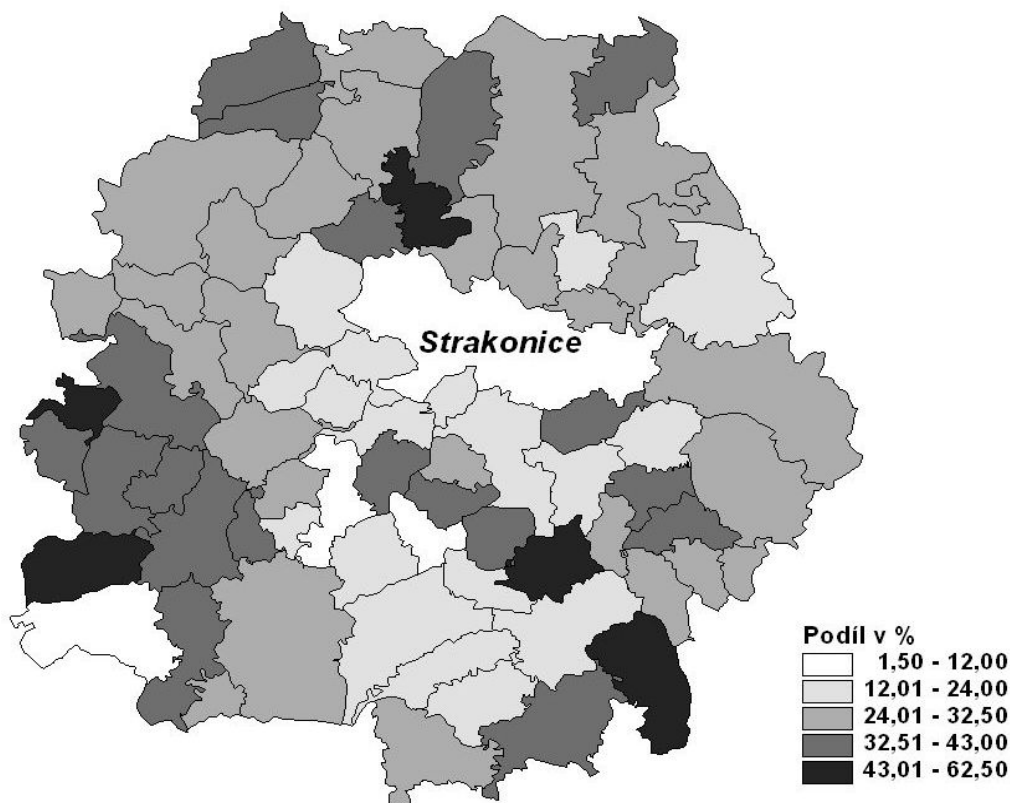 Strakonice
Podíl v %
1,50 - 12,00
12,01 - 24,00
24,01 - 32,50
32,51 - 43,00
43,01 - 62,50